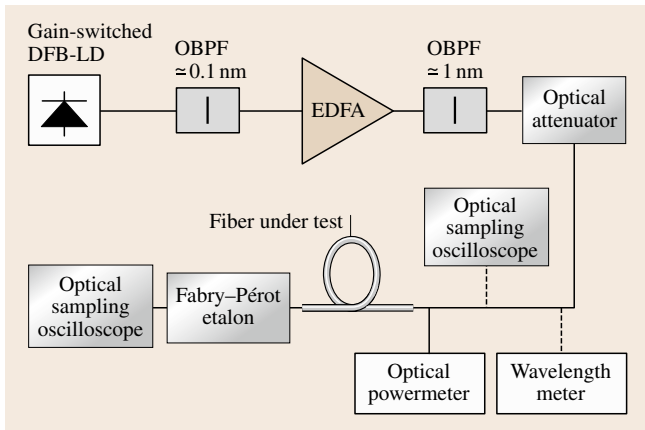 Gain-switched
DFB-LD
OBPF
≃0.1 nm
EDFA
OBPF
≃1 nm
Optical
attenuator
Fiber under test
Optical
sampling
oscilloscope
Optical
sampling
oscilloscope
Fabry–Pérot
etalon
Optical
powermeter
Wavelength
meter